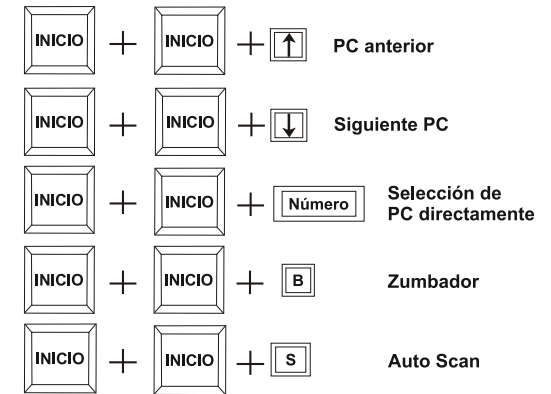 INICIO + INICIO + ↑ PC anterior
INICIO + INICIO + ↓ Siguiente PC
INICIO + INICIO + Número Selección de
PC directamente
INICIO + INICIO + B Zumbador
INICIO + INICIO + S Auto Scan